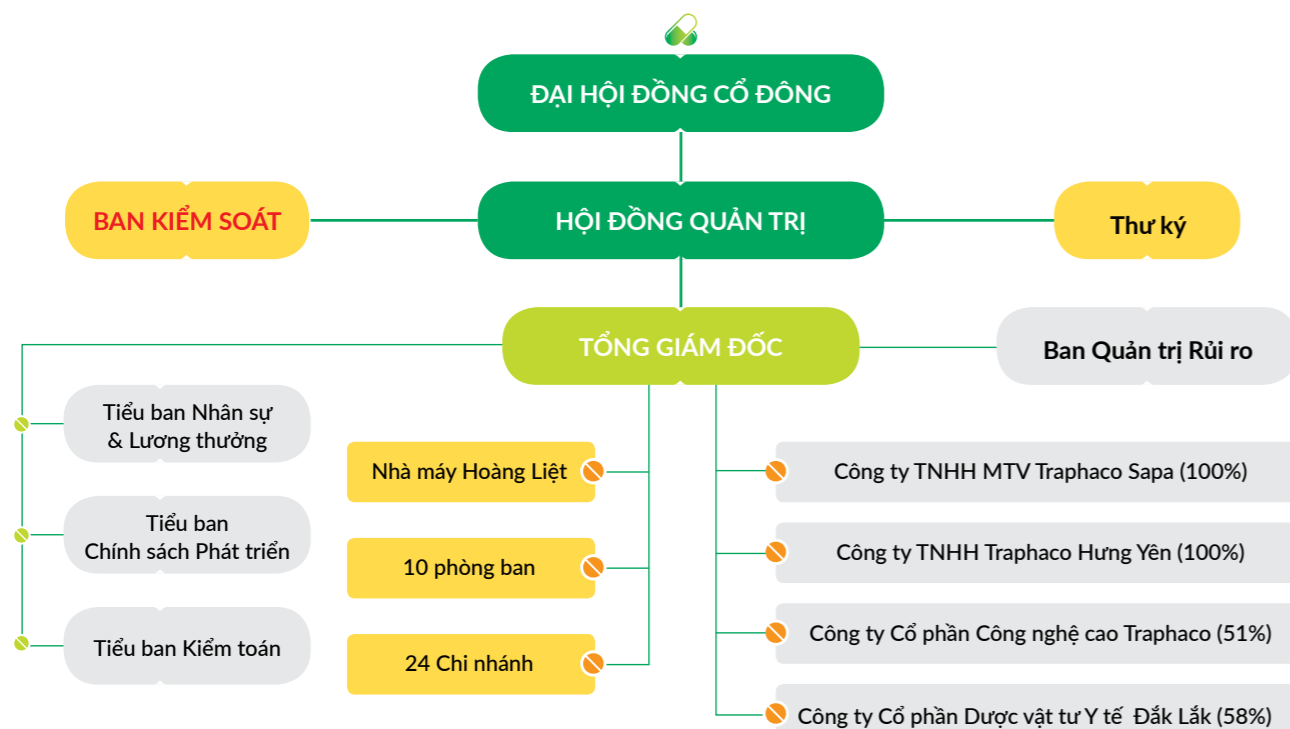 ĐẠI HỘI ĐỒNG CỔ ĐÔNG
BAN KIỂM SOÁT
HỘI ĐỒNG QUẢN TRỊ
Thư ký
TỔNG GIÁM ĐỐC
Ban Quản trị Rủi ro
Tiểu ban Nhân sự
& Lương thưởng
Tiểu ban
Chính sách Phát triển
Tiểu ban Kiểm toán
Nhà máy Hoàng Liệt
10 phòng ban
24 Chi nhánh
Công ty TNHH MTV Traphaco Sapa (100%)
Công ty TNHH Traphaco Hưng Yên (100%)
Công ty Cổ phần Công nghệ cao Traphaco (51%)
Công ty Cổ phần Dược vật tư Y tế Đắk Lắk (58%)